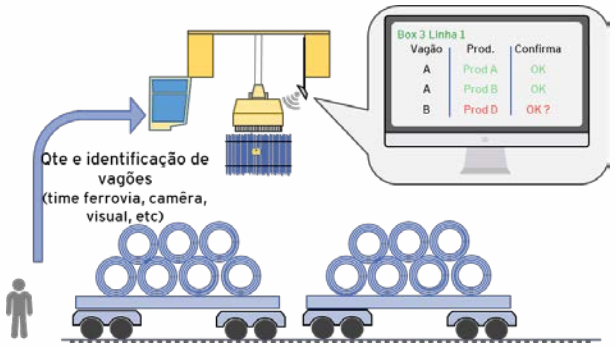 Box 3 Linha 1
Vagão Prod. Confirma
A Prod A OK
A Prod B OK
B Prod D OK ?
Qte e identificação de
vagões
(time ferrovia, camêra,
visual, etc)